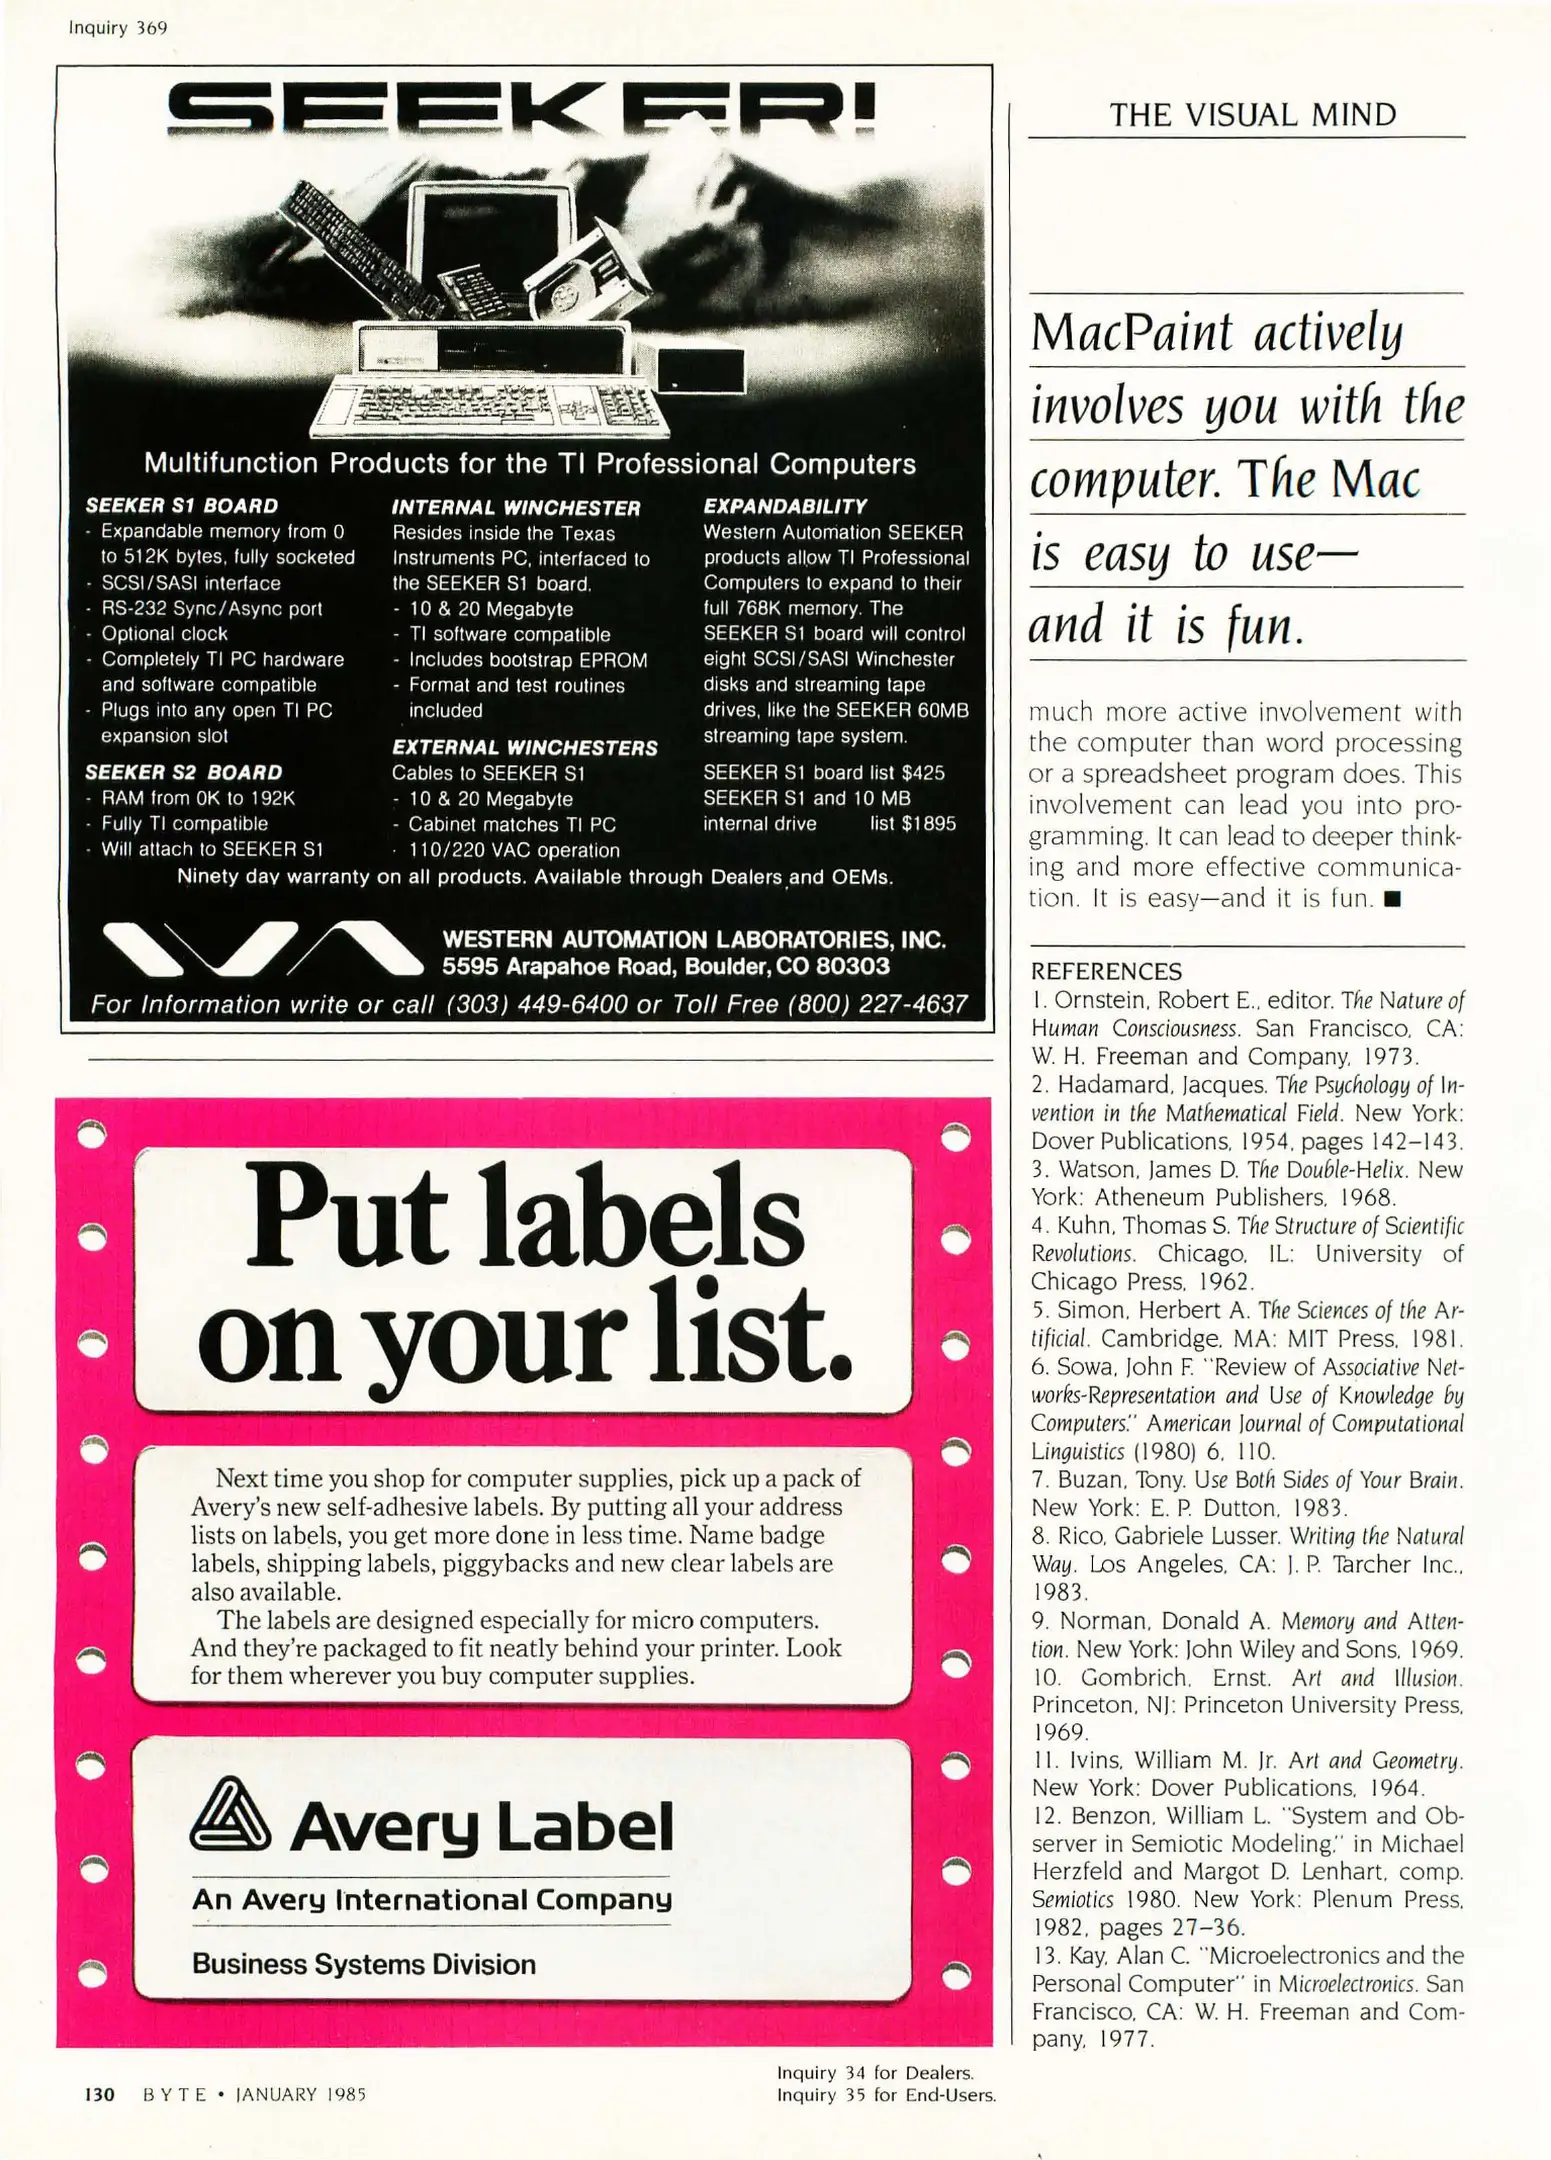 Inquiry 369
SEEKER!
Multifunction Products for the TI Professional Computers
SEEKER S1 BOARD
- Expandable memory from 0
to 512K bytes, fully socketed
- SCSI/SASI interface
- RS-232 Sync/Async port
- Optional clock
- Completely TI PC hardware
and software compatible
- Plugs into any open TI PC
expansion slot
SEEKER S2 BOARD
- RAM from 0K to 192K
- Fully TI compatible
- Will attach to SEEKER S1
INTERNAL WINCHESTER
Resides inside the Texas
Instruments PC, interfaced to
the SEEKER S1 board.
- 10 & 20 Megabyte
- TI software compatible
- Includes bootstrap EPROM
- Format and test routines
included
EXTERNAL WINCHESTERS
Cables to SEEKER S1
- 10 & 20 Megabyte
- Cabinet matches TI PC
- 110/220 VAC operation
EXPANDABILITY
Western Automation SEEKER
products allow TI Professional
Computers to expand to their
full 768K memory. The
SEEKER S1 board will control
eight SCSI/SASI Winchester
disks and streaming tape
drives, like the SEEKER 60MB
streaming tape system.
SEEKER S1 board list $425
SEEKER S1 and 10 MB
internal drive list $1895
Ninety day warranty on all products. Available through Dealers and OEMs.
WESTERN AUTOMATION LABORATORIES, INC.
5595 Arapahoe Road, Boulder, CO 80303
For Information write or call (303) 449-6400 or Toll Free (800) 227-4637
Put labels
on your list.
Next time you shop for computer supplies, pick up a pack of
Avery's new self-adhesive labels. By putting all your address
lists on labels, you get more done in less time. Name badge
labels, shipping labels, piggybacks and new clear labels are
also available.
The labels are designed especially for micro computers.
And they're packaged to fit neatly behind your printer. Look
for them wherever you buy computer supplies.
Avery Label
An Avery International Company
Business Systems Division
Inquiry 34 for Dealers.
Inquiry 35 for End-Users.
THE VISUAL MIND
MacPaint actively
involves you with the
computer. The Mac
is easy to use—
and it is fun.
much more active involvement with
the computer than word processing
or a spreadsheet program does. This
involvement can lead you into pro-
gramming. It can lead to deeper think-
ing and more effective communica-
tion. It is easy—and it is fun. ■
REFERENCES
1. Ornstein, Robert E., editor. The Nature of
Human Consciousness. San Francisco, CA:
W. H. Freeman and Company, 1973.
2. Hadamard, Jacques. The Psychology of In-
vention in the Mathematical Field. New York:
Dover Publications, 1954, pages 142–143.
3. Watson, James D. The Double-Helix. New
York: Atheneum Publishers, 1968.
4. Kuhn, Thomas S. The Structure of Scientific
Revolutions. Chicago, IL: University of
Chicago Press, 1962.
5. Simon, Herbert A. The Sciences of the Ar-
tificial. Cambridge, MA: MIT Press, 1981.
6. Sowa, John F. "Review of Associative Net-
works-Representation and Use of Knowledge by
Computers." American Journal of Computational
Linguistics (1980) 6, 110.
7. Buzan, Tony. Use Both Sides of Your Brain.
New York: E. P. Dutton, 1983.
8. Rico, Gabriele Lusser. Writing the Natural
Way. Los Angeles, CA: J. P. Tarcher Inc.,
1983.
9. Norman, Donald A. Memory and Atten-
tion. New York: John Wiley and Sons, 1969.
10. Gombrich, Ernst. Art and Illusion.
Princeton, NJ: Princeton University Press,
1969.
11. Ivins, William M. Jr. Art and Geometry.
New York: Dover Publications, 1964.
12. Benzon, William L. "System and Ob-
server in Semiotic Modeling," in Michael
Herzfeld and Margot D. Lenhart, comp.
Semiotics 1980. New York: Plenum Press,
1982, pages 27–36.
13. Kay, Alan C. "Microelectronics and the
Personal Computer" in Microelectronics. San
Francisco, CA: W. H. Freeman and Com-
pany, 1977.
130 BYTE • JANUARY 1985